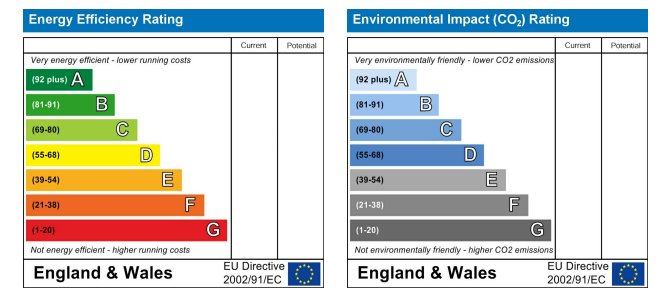 Energy Efficiency Rating
Current Potential
Very energy efficient - lower running costs
(92 plus) A
(81-91) B
(69-80) C
(55-68) D
(39-54) E
(21-38) F
(1-20) G
Not energy efficient - higher running costs
England & Wales
EU Directive
2002/91/EC
Environmental Impact (CO₂) Rating
Current Potential
Very environmentally friendly - lower CO2 emissions
(92 plus) A
(81-91) B
(69-80) C
(55-68) D
(39-54) E
(21-38) F
(1-20) G
Not environmentally friendly - higher CO2 emissions
England & Wales
EU Directive
2002/91/EC